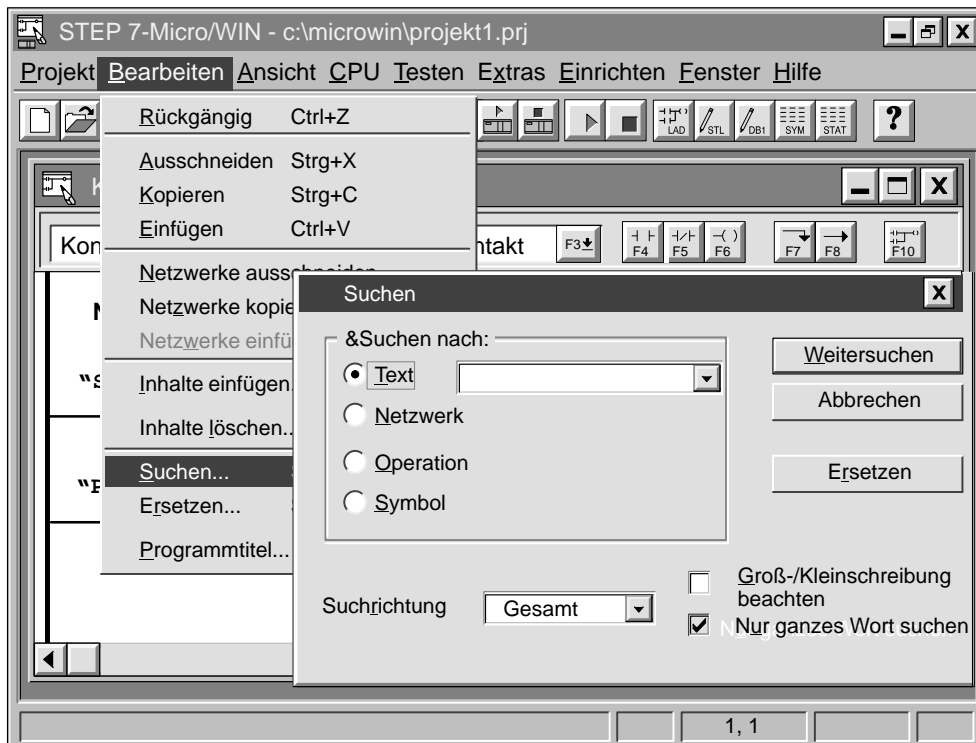 STEP 7-Micro/WIN - c:\microwin\projekt1.prj
Projekt Bearbeiten Ansicht CPU Testen Extras Einrichten Fenster Hilfe
LAD STL DB1 SYM STAT ?
Rückgängig Ctrl+Z
Ausschneiden Strg+X
Kopieren Strg+C
Einfügen Ctrl+V
Netzwerke ausschneiden
Netzwerke kopie
Netzwerke einfü
Inhalte einfügen.
Inhalte löschen..
Suchen...
Ersetzen...
Programmtitel...
Kon
ntakt F3 F4 F5 F6 F7 F8 F10
Suchen
&Suchen nach:
Text
Netzwerk
Operation
Symbol
Weitersuchen
Abbrechen
Ersetzen
Suchrichtung Gesamt
Groß-/Kleinschreibung
beachten
Nur ganzes Wort suchen
1, 1